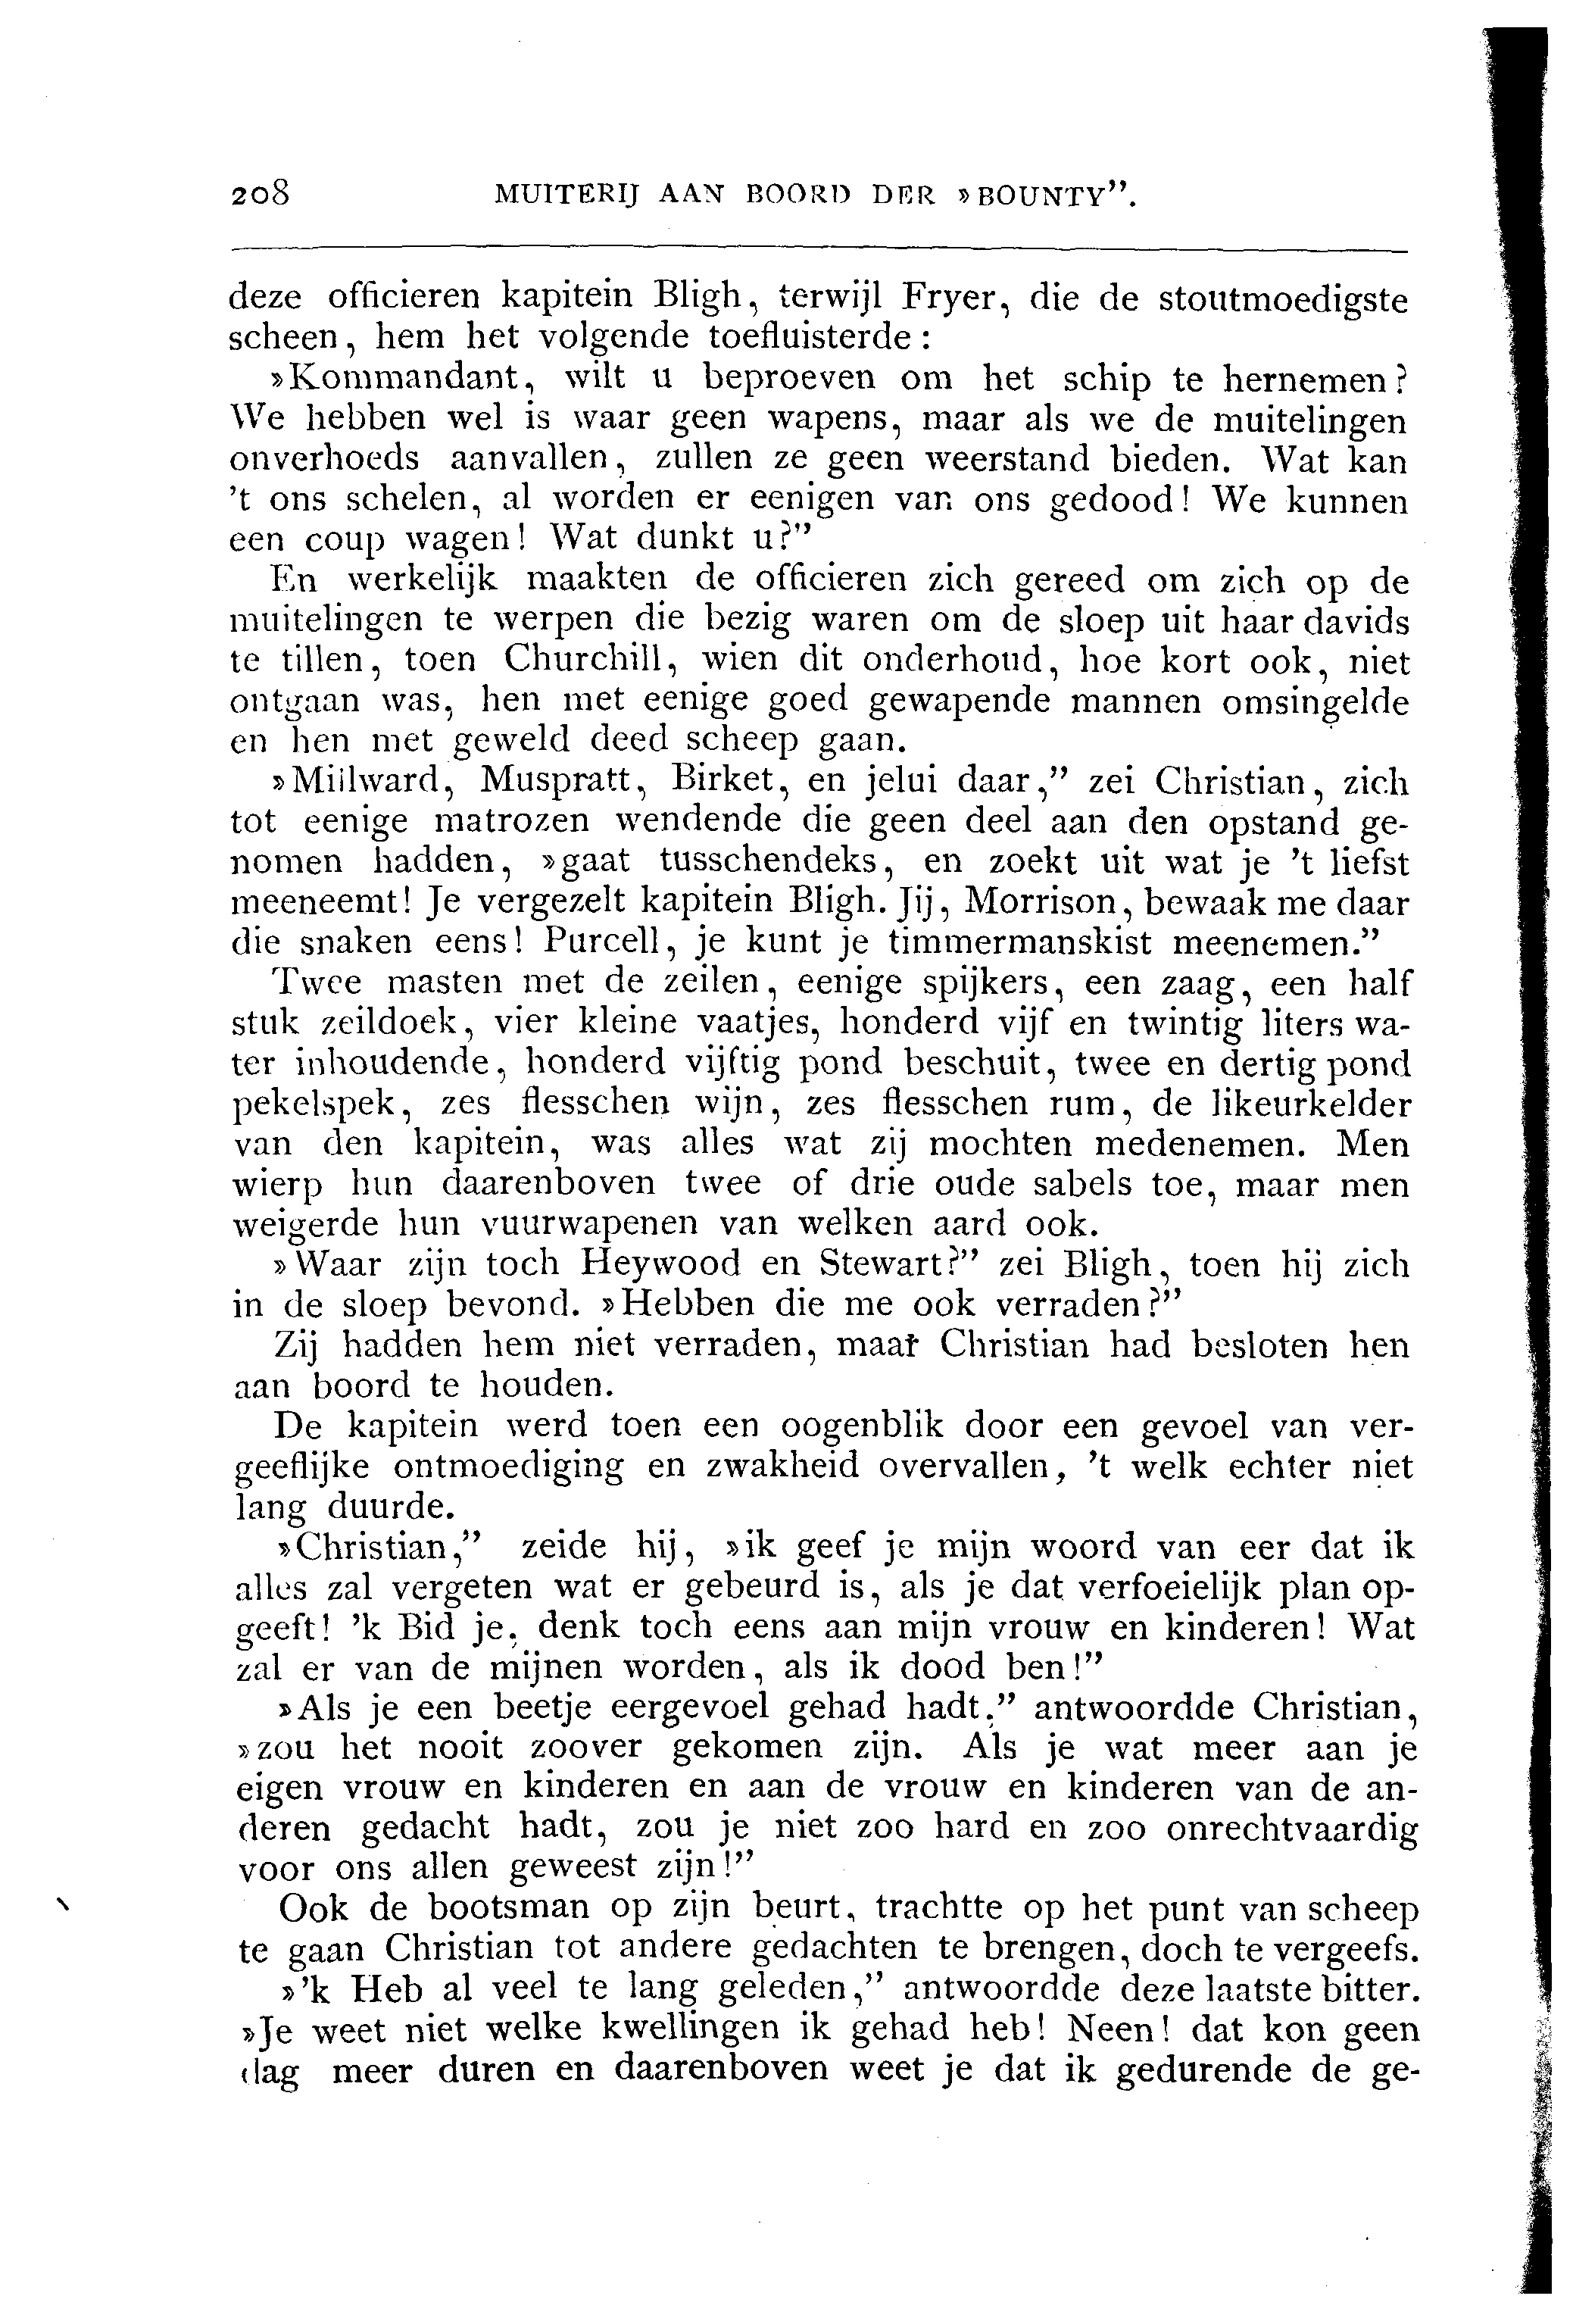 208 MUITERIJ AAN BOORD DER »BOUNTY”.
deze officieren kapitein Bligh, terwijl Fryer, die de stoutmoedigste
scheen, hem het volgende toefluisterde:
»Kommandant, wilt u beproeven om het schip te hernemen?
We hebben wel is waar geen wapens, maar als we de muitelingen
onverhoeds aanvallen, zullen ze geen weerstand bieden. Wat kan
’t ons schelen, al worden er eenigen van ons gedood! We kunnen
een coup wagen! Wat dunkt u?”
En werkelijk maakten de officieren zich gereed om zich op de
muitelingen te werpen die bezig waren om de sloep uit haar davids
te tillen, toen Churchill, wien dit onderhoud, hoe kort ook, niet
ontgaan was, hen met eenige goed gewapende mannen omsingelde
en hen met geweld deed scheep gaan.
»Millward, Muspratt, Birket, en jelui daar,” zei Christian, zich
tot eenige matrozen wendende die geen deel aan den opstand ge-
nomen hadden, »gaat tusschendeks, en zoekt uit wat je ’t liefst
meeneemt! Je vergezelt kapitein Bligh. Jij, Morrison, bewaak me daar
die snaken eens! Purcell, je kunt je timmermanskist meenemen.”
Twee masten met de zeilen, eenige spijkers, een zaag, een half
stuk zeildoek, vier kleine vaatjes, honderd vijf en twintig liters wa-
ter inhoudende, honderd vijftig pond beschuit, twee en dertig pond
pekelspek, zes flesschen wijn, zes flesschen rum, de likeurkelder
van den kapitein, was alles wat zij mochten medenemen. Men
wierp hun daarenboven twee of drie oude sabels toe, maar men
weigerde hun vuurwapenen van welken aard ook.
»Waar zijn toch Heywood en Stewart?” zei Bligh, toen hij zich
in de sloep bevond. »Hebben die me ook verraden?”
Zij hadden hem niet verraden, maar Christian had besloten hen
aan boord te houden.
De kapitein werd toen een oogenblik door een gevoel van ver-
geeflijke ontmoediging en zwakheid overvallen, ’t welk echter niet
lang duurde.
»Christian,” zeide hij, »ik geef je mijn woord van eer dat ik
alles zal vergeten wat er gebeurd is, als je dat verfoeielijk plan op-
geeft! ’k Bid je, denk toch eens aan mijn vrouw en kinderen! Wat
zal er van de mijnen worden, als ik dood ben!”
»Als je een beetje eergevoel gehad hadt,” antwoordde Christian,
»zou het nooit zoover gekomen zijn. Als je wat meer aan je
eigen vrouw en kinderen en aan de vrouw en kinderen van de an-
deren gedacht hadt, zou je niet zoo hard en zoo onrechtvaardig
voor ons allen geweest zijn!”
Ook de bootsman op zijn beurt, trachtte op het punt van scheep
te gaan Christian tot andere gedachten te brengen, doch te vergeefs.
»’k Heb al veel te lang geleden,” antwoordde deze laatste bitter.
»Je weet niet welke kwellingen ik gehad heb! Neen! dat kon geen
dag meer duren en daarenboven weet je dat ik gedurende de ge-